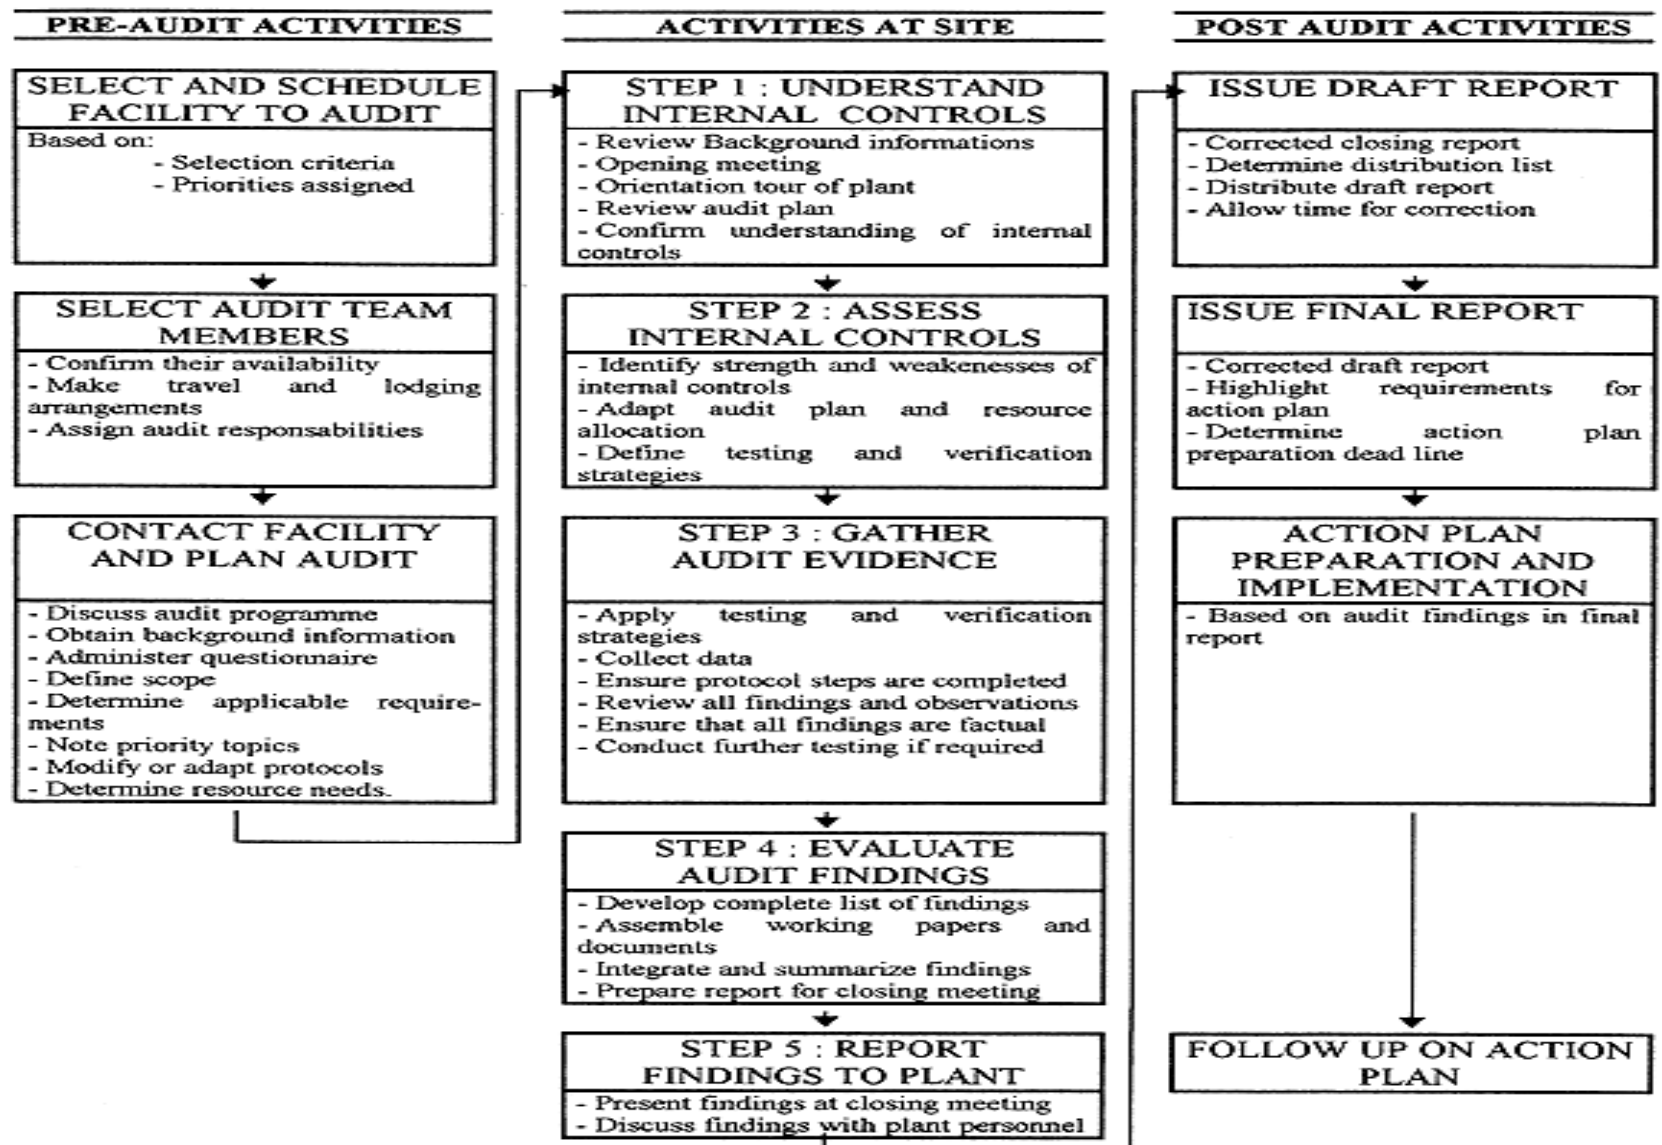 PRE-AUDIT ACTIVITIES
SELECT AND SCHEDULE
FACILITY TO AUDIT
Based on:
- Selection criteria
- Priorities assigned
SELECT AUDIT TEAM
MEMBERS
- Confirm their availability
- Make travel and lodging
arrangements
- Assign audit responsabilities
CONTACT FACILITY
AND PLAN AUDIT
- Discuss audit programme
- Obtain background information
- Administer questionnaire
- Define scope
- Determine applicable require-
ments
- Note priority topics
- Modify or adapt protocols
- Determine resource needs.
ACTIVITIES AT SITE
STEP 1 : UNDERSTAND
INTERNAL CONTROLS
- Review Background informations
- Opening meeting
- Orientation tour of plant
- Review audit plan
- Confirm understanding of internal
controls
STEP 2 : ASSESS
INTERNAL CONTROLS
- Identify strength and weakenesses of
internal controls
- Adapt audit plan and resource
allocation
- Define testing and verification
strategies
STEP 3 : GATHER
AUDIT EVIDENCE
- Apply testing and verification
strategies
- Collect data
- Ensure protocol steps are completed
- Review all findings and observations
- Ensure that all findings are factual
- Conduct further testing if required
STEP 4 : EVALUATE
AUDIT FINDINGS
- Develop complete list of findings
- Assemble working papers and
documents
- Integrate and summarize findings
- Prepare report for closing meeting
STEP 5 : REPORT
FINDINGS TO PLANT
- Present findings at closing meeting
- Discuss findings with plant personnel
POST AUDIT ACTIVITIES
ISSUE DRAFT REPORT
- Corrected closing report
- Determine distribution list
- Distribute draft report
- Allow time for correction
ISSUE FINAL REPORT
- Corrected draft report
- Highlight requirements for
action plan
- Determine action plan
preparation dead line
ACTION PLAN
PREPARATION AND
IMPLEMENTATION
- Based on audit findings in final
report
FOLLOW UP ON ACTION
PLAN